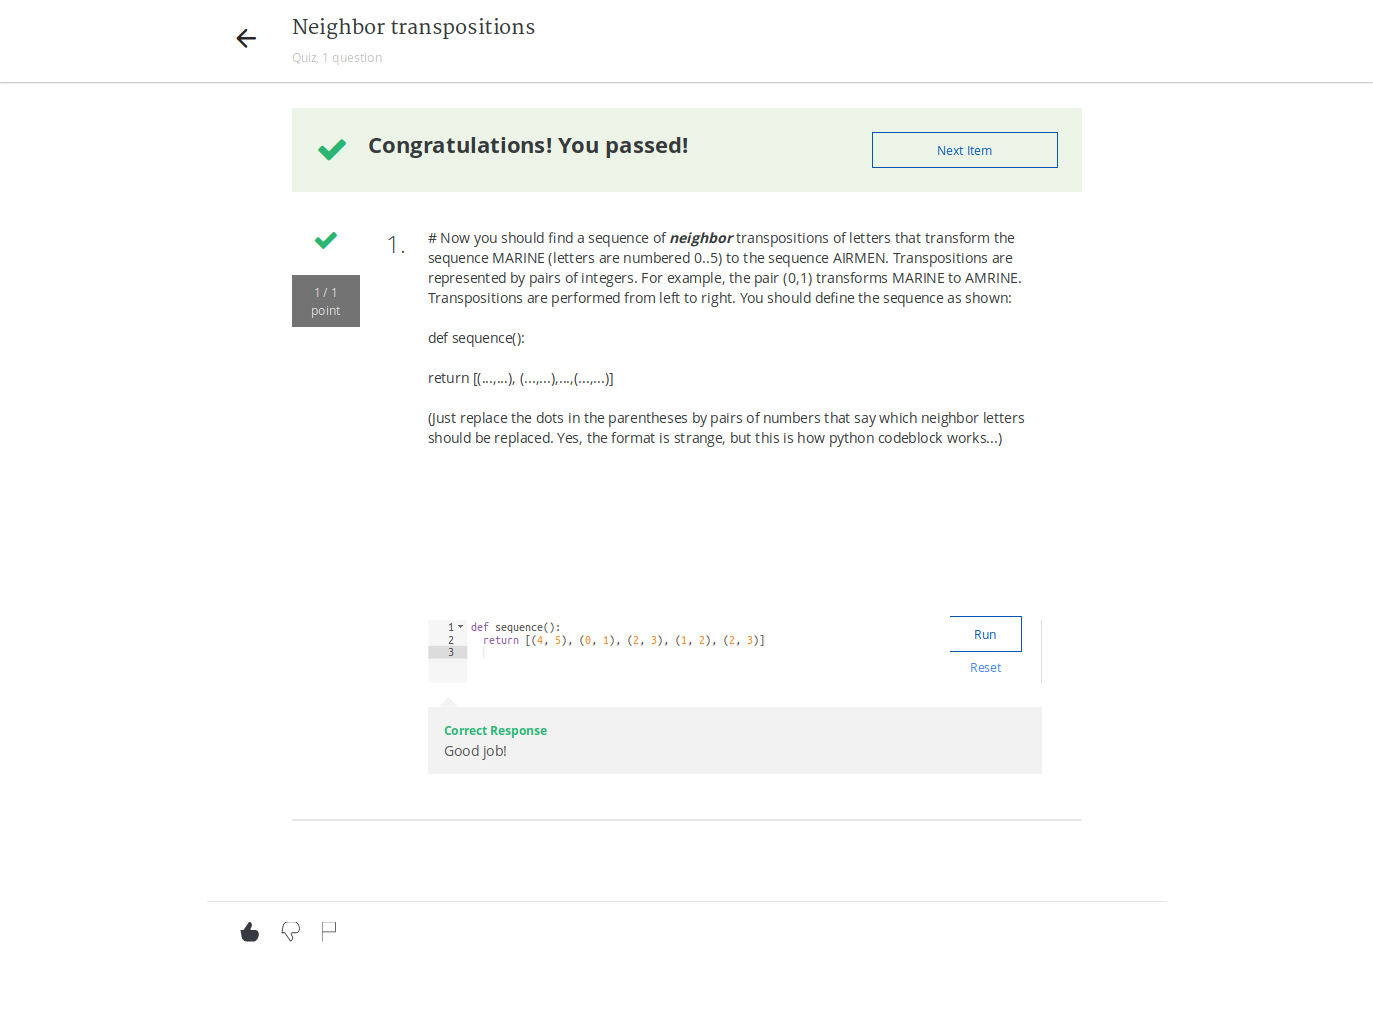 Neighbor transpositions
Quiz, 1 question
Congratulations! You passed!
Next Item
1 / 1
point
1.
# Now you should find a sequence of neighbor transpositions of letters that transform the
sequence MARINE (letters are numbered 0..5) to the sequence AIRMEN. Transpositions are
represented by pairs of integers. For example, the pair (0,1) transforms MARINE to AMRINE.
Transpositions are performed from left to right. You should define the sequence as shown:
def sequence():
return [(...,...), (...,...),...,(...,...)]
(Just replace the dots in the parentheses by pairs of numbers that say which neighbor letters
should be replaced. Yes, the format is strange, but this is how python codeblock works...)
1 def sequence():
2 return [(4, 5), (0, 1), (2, 3), (1, 2), (2, 3)]
3
Run
Reset
Correct Response
Good job!